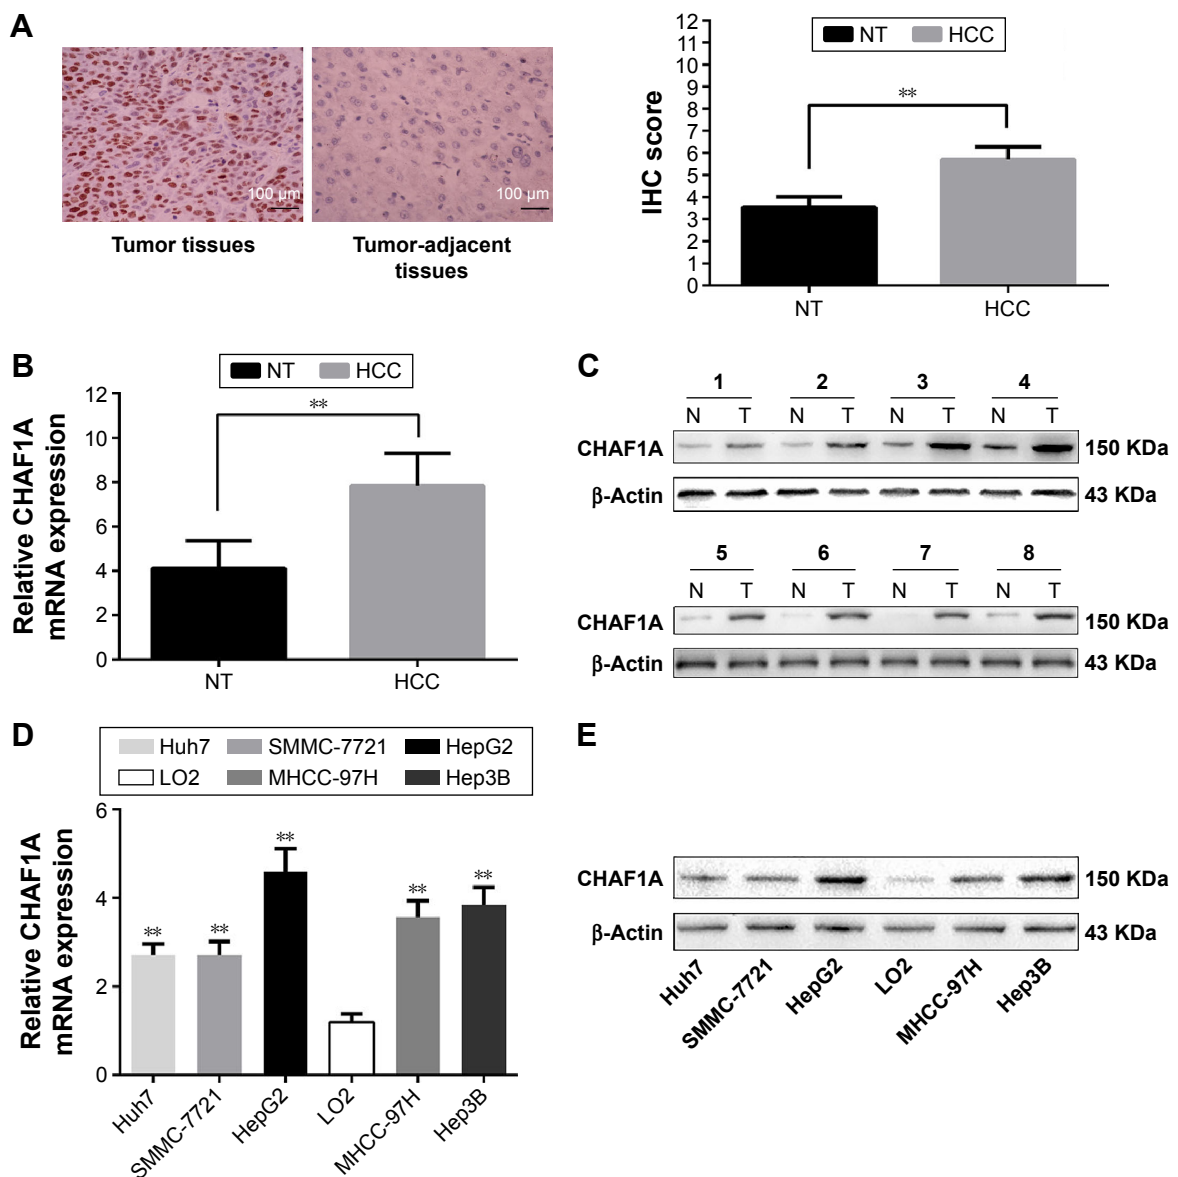 A
100 μm
100 μm
Tumor tissues
Tumor-adjacent
tissues
NT HCC
IHC score
12
11
10
9
8
7
6
5
4
3
2
1
0
**
NT HCC
B
NT HCC
Relative CHAF1A
mRNA expression
12
10
8
6
4
2
0
**
NT HCC
C
1 2 3 4
N T N T N T N T
CHAF1A 150 KDa
β-Actin 43 KDa
5 6 7 8
N T N T N T N T
CHAF1A 150 KDa
β-Actin 43 KDa
D
Huh7 SMMC-7721 HepG2
LO2 MHCC-97H Hep3B
Relative CHAF1A
mRNA expression
6
4
2
0
** ** ** ** **
Huh7 SMMC-7721 HepG2 LO2 MHCC-97H Hep3B
E
CHAF1A 150 KDa
β-Actin 43 KDa
Huh7 SMMC-7721 HepG2 LO2 MHCC-97H Hep3B